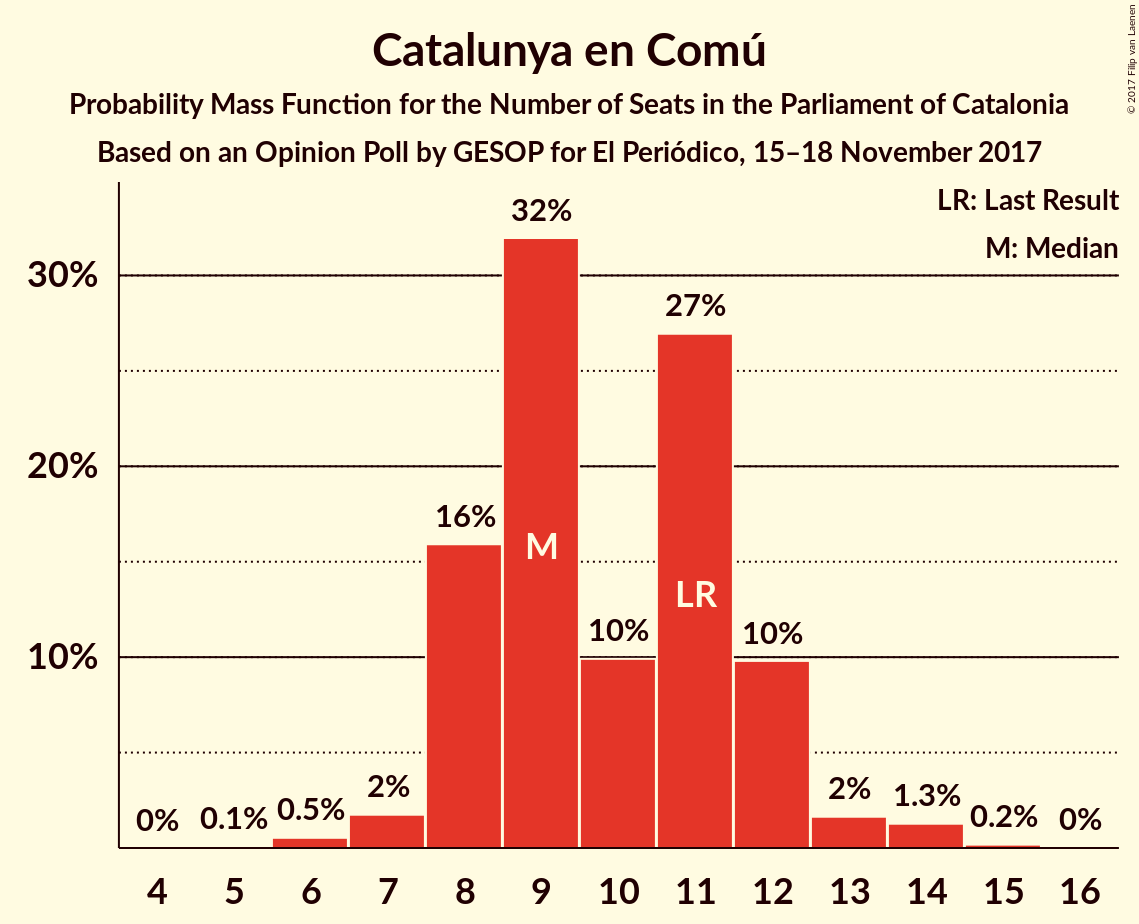 © 2017 Filip van Laenen
Catalunya en Comú
Probability Mass Function for the Number of Seats in the Parliament of Catalonia
Based on an Opinion Poll by GESOP for El Periódico, 15–18 November 2017
LR: Last Result
M: Median
30%
20%
10%
0% 0.1% 0.5% 2% 16% 32% 10% 27% 10% 2% 1.3% 0.2% 0%
M
LR
4 5 6 7 8 9 10 11 12 13 14 15 16